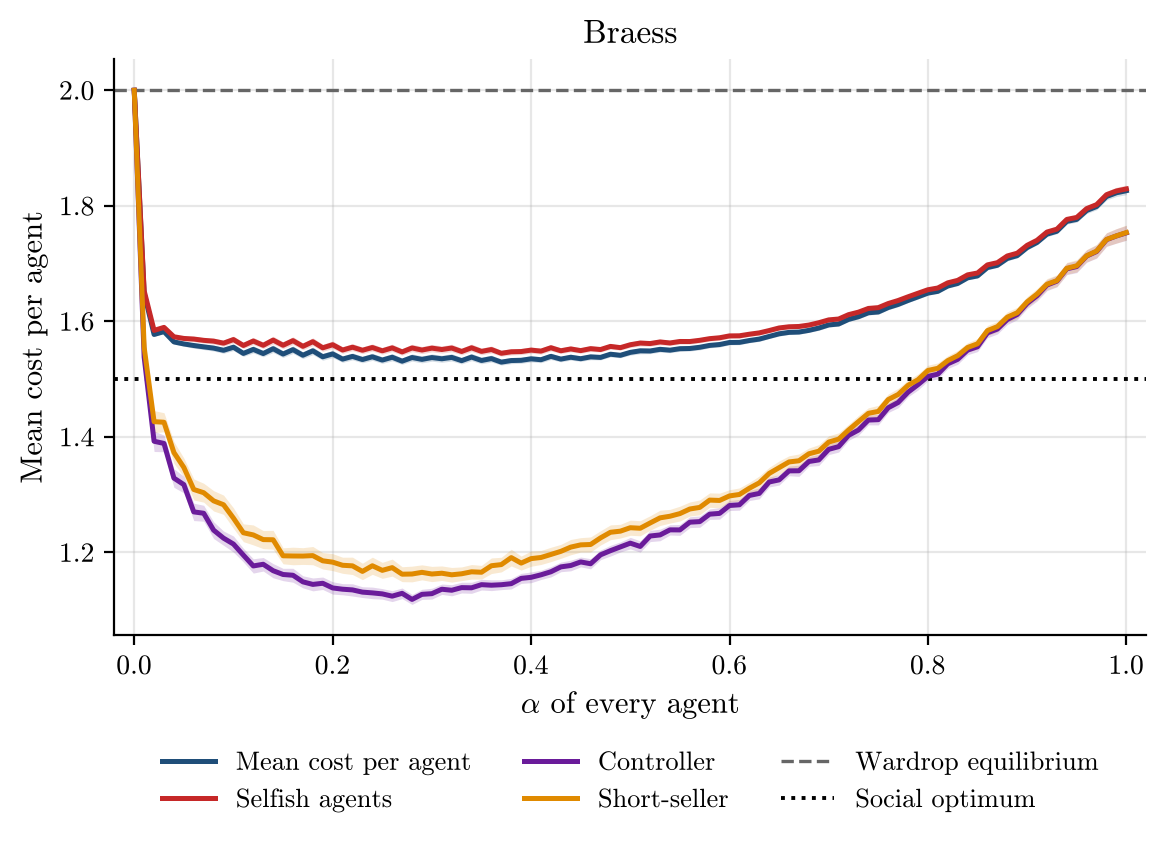 Braess
Mean cost per agent
2.0
1.8
1.6
1.4
1.2
0.0 0.2 0.4 0.6 0.8 1.0
α of every agent
Mean cost per agent Controller Wardrop equilibrium
Selfish agents Short-seller Social optimum